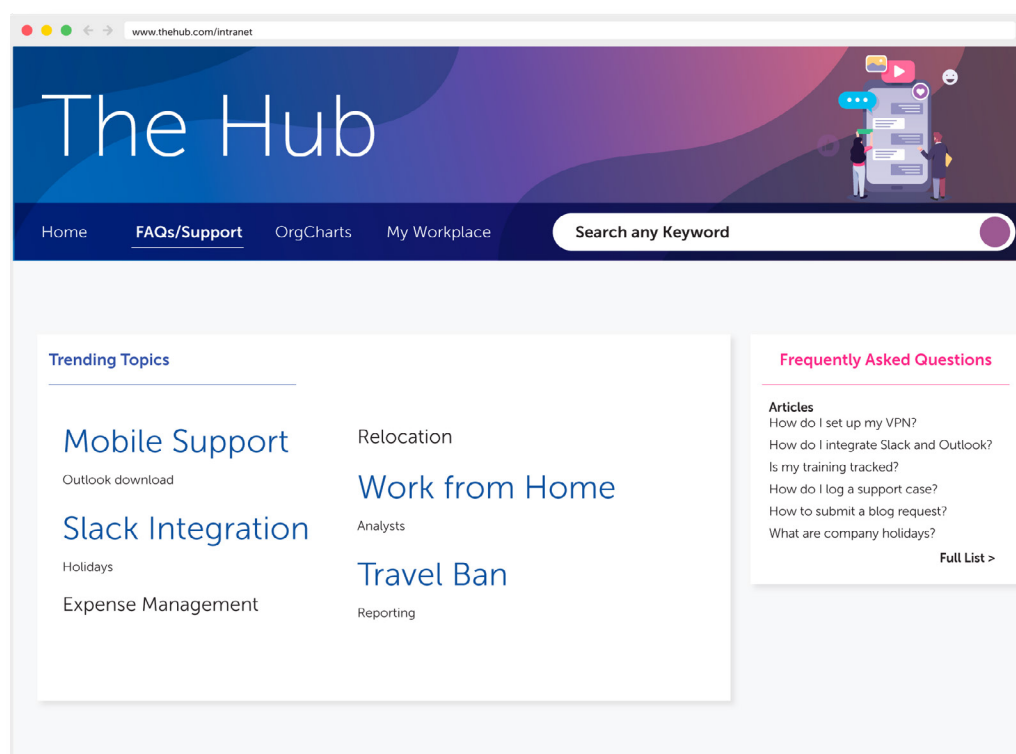 www.thehub.com/intranet
The Hub
Home FAQs/Support OrgCharts My Workplace Search any Keyword
Trending Topics
Mobile Support
Outlook download
Slack Integration
Holidays
Expense Management
Relocation
Work from Home
Analysts
Travel Ban
Reporting
Frequently Asked Questions
Articles
How do I set up my VPN?
How do I integrate Slack and Outlook?
Is my training tracked?
How do I log a support case?
How to submit a blog request?
What are company holidays?
Full List >